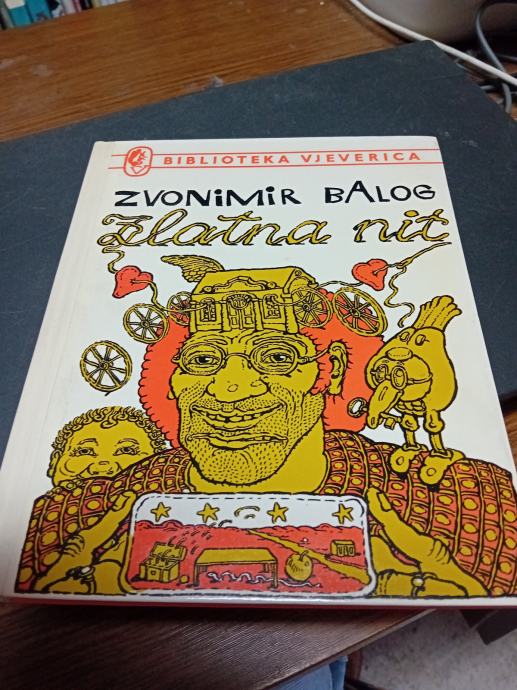 BIBLIOTEKA VJEVERICA
ZVONiMiR BALOG
Zlatna nit